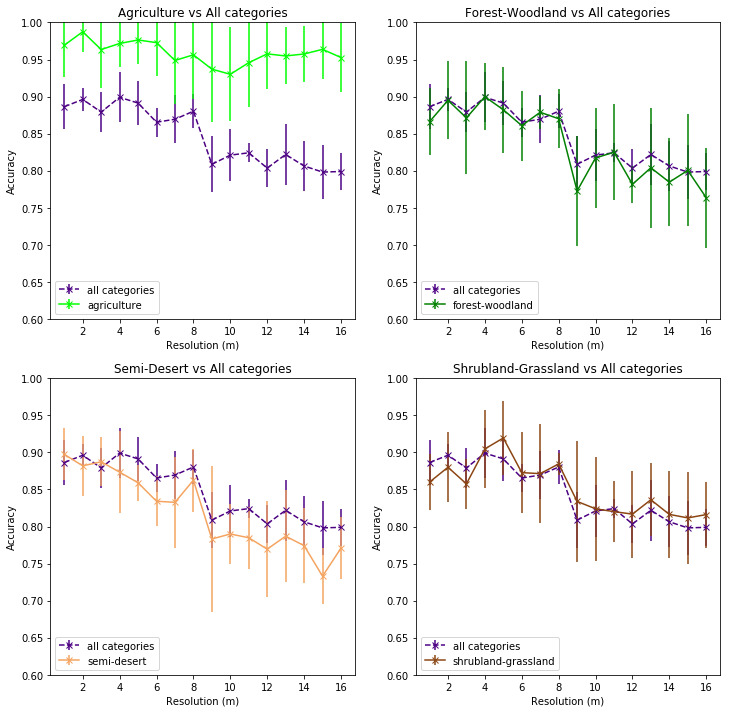 Agriculture vs All categories
Accuracy
1.00
0.95
0.90
0.85
0.80
0.75
0.70
0.65
0.60
all categories
agriculture
2 4 6 8 10 12 14 16
Resolution (m)
Forest-Woodland vs All categories
Accuracy
1.00
0.95
0.90
0.85
0.80
0.75
0.70
0.65
0.60
all categories
forest-woodland
2 4 6 8 10 12 14 16
Resolution (m)
Semi-Desert vs All categories
Accuracy
1.00
0.95
0.90
0.85
0.80
0.75
0.70
0.65
0.60
all categories
semi-desert
2 4 6 8 10 12 14 16
Resolution (m)
Shrubland-Grassland vs All categories
Accuracy
1.00
0.95
0.90
0.85
0.80
0.75
0.70
0.65
0.60
all categories
shrubland-grassland
2 4 6 8 10 12 14 16
Resolution (m)